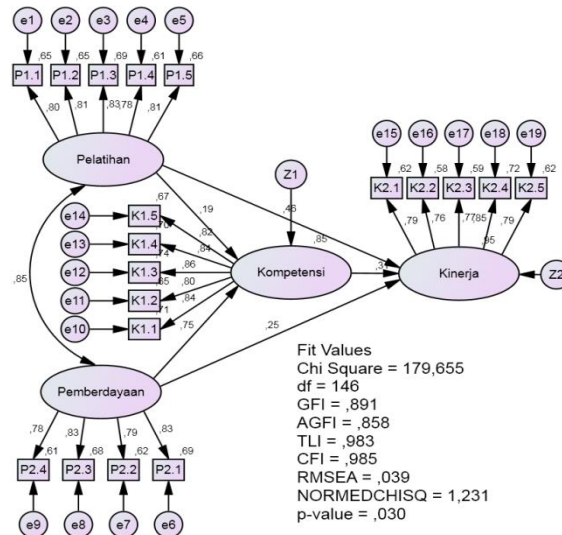 e1 e2 e3 e4 e5
,65 ,65 ,69 ,61 ,66
P1.1 P1.2 P1.3 P1.4 P1.5
,80 ,81 ,83 ,78 ,81
Pelatihan
e15 e16 e17 e18 e19
,62 ,58 ,59 ,72 ,62
K2.1 K2.2 K2.3 K2.4 K2.5
,79 ,76 ,77 ,85 ,79
Z1
,67
,19
,46
e14 K1.5
,82
,85
,95
e13 K1.4
,84
,74
e12 K1.3
,86
Kompetensi
Kinerja
,85
e11 K1.2
,80
Z2
,71
,84
e10 K1.1
,75
,25
Pemberdayaan
,78 ,83 ,79 ,83
,61 ,68 ,62 ,69
P2.4 P2.3 P2.2 P2.1
e9 e8 e7 e6
Fit Values
Chi Square = 179,655
df = 146
GFI = ,891
AGFI = ,858
TLI = ,983
CFI = ,985
RMSEA = ,039
NORMEDCHISQ = 1,231
p-value = ,030